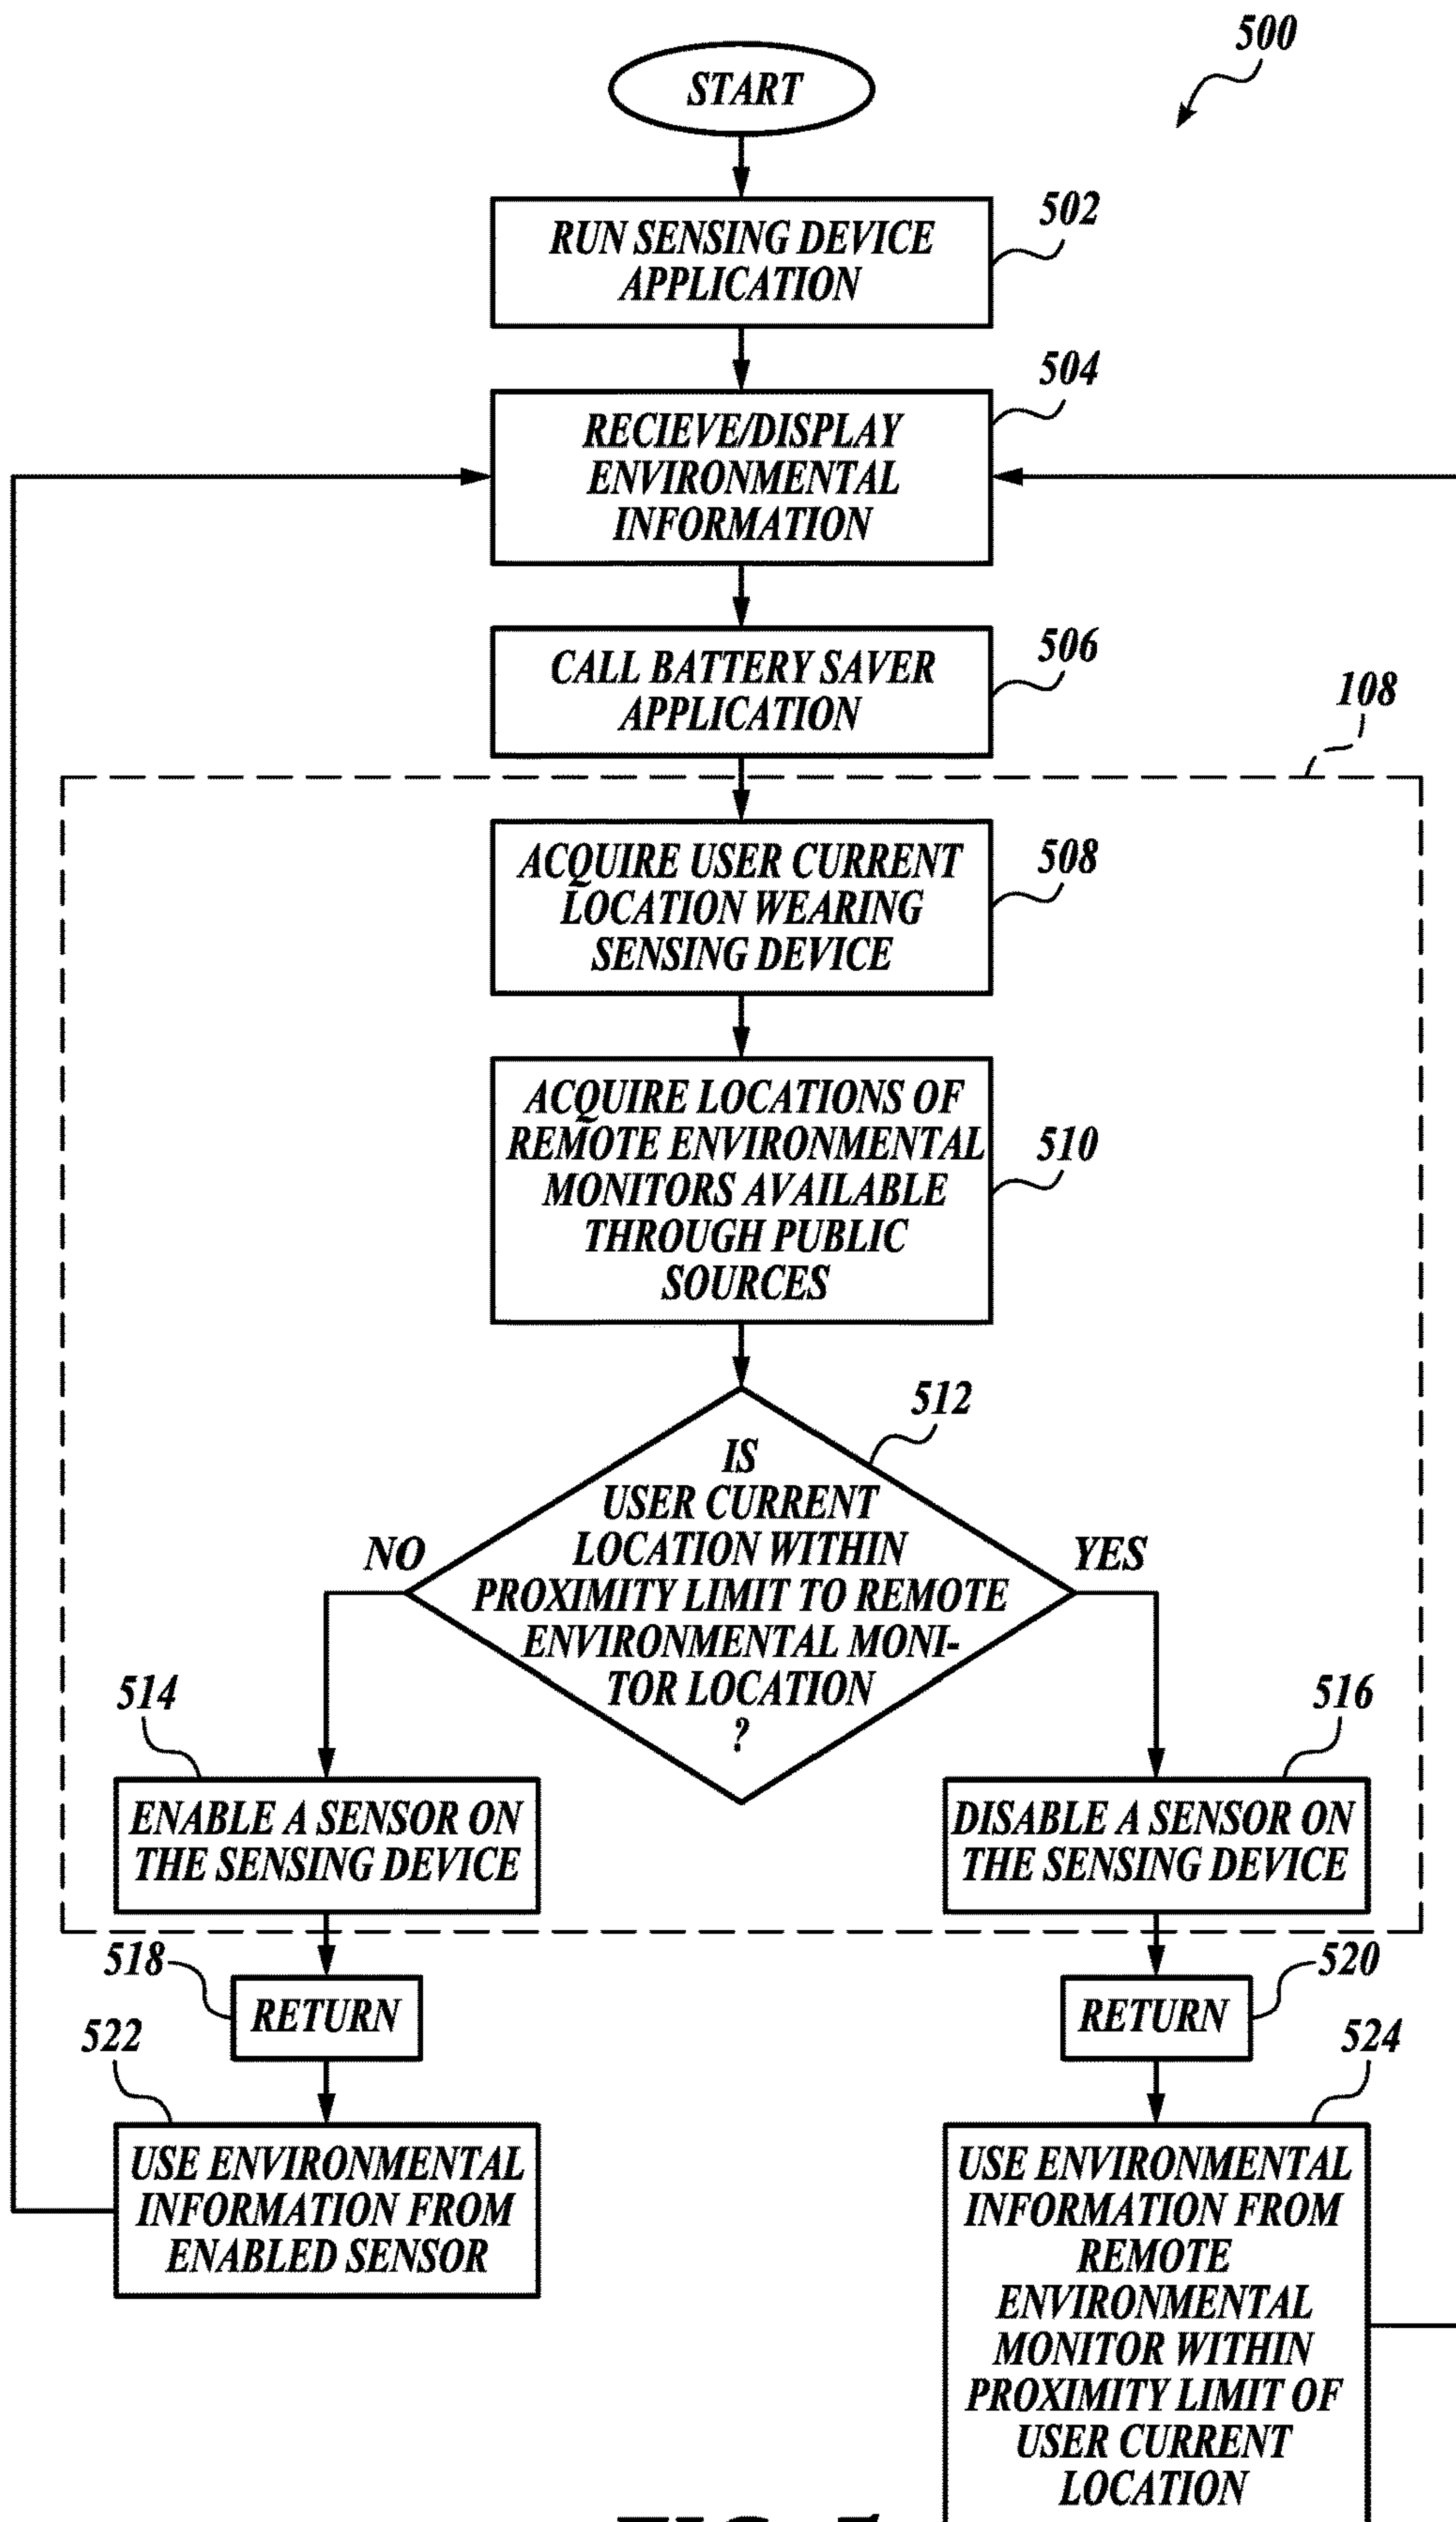 500
START
502
RUN SENSING DEVICE
APPLICATION
504
RECIEVE/DISPLAY
ENVIRONMENTAL
INFORMATION
506
CALL BATTERY SAVER
APPLICATION
108
508
ACQUIRE USER CURRENT
LOCATION WEARING
SENSING DEVICE
ACQUIRE LOCATIONS OF
REMOTE ENVIRONMENTAL
MONITORS AVAILABLE
THROUGH PUBLIC
SOURCES
510
512
IS
USER CURRENT
LOCATION WITHIN
PROXIMITY LIMIT TO REMOTE
ENVIRONMENTAL MONI-
TOR LOCATION
?
NO
YES
514
516
ENABLE A SENSOR ON
THE SENSING DEVICE
DISABLE A SENSOR ON
THE SENSING DEVICE
518
RETURN
520
RETURN
522
524
USE ENVIRONMENTAL
INFORMATION FROM
ENABLED SENSOR
USE ENVIRONMENTAL
INFORMATION FROM
REMOTE
ENVIRONMENTAL
MONITOR WITHIN
PROXIMITY LIMIT OF
USER CURRENT
LOCATION